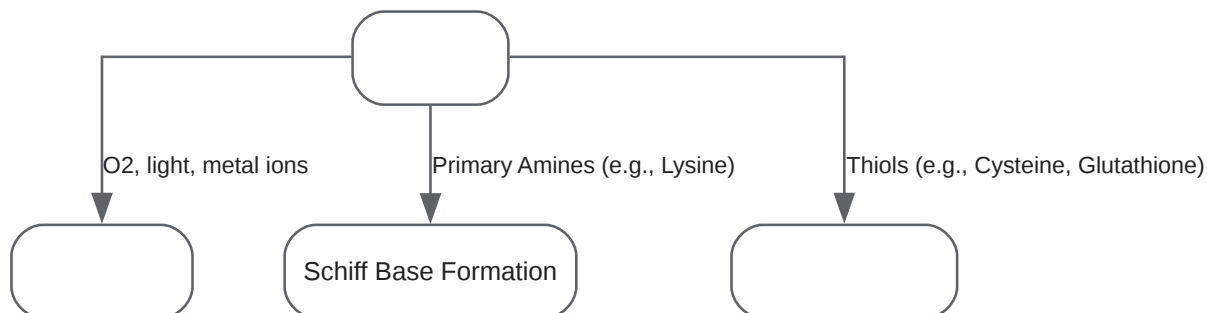 O2, light, metal ions
Primary Amines (e.g., Lysine)
Thiols (e.g., Cysteine, Glutathione)
Schiff Base Formation